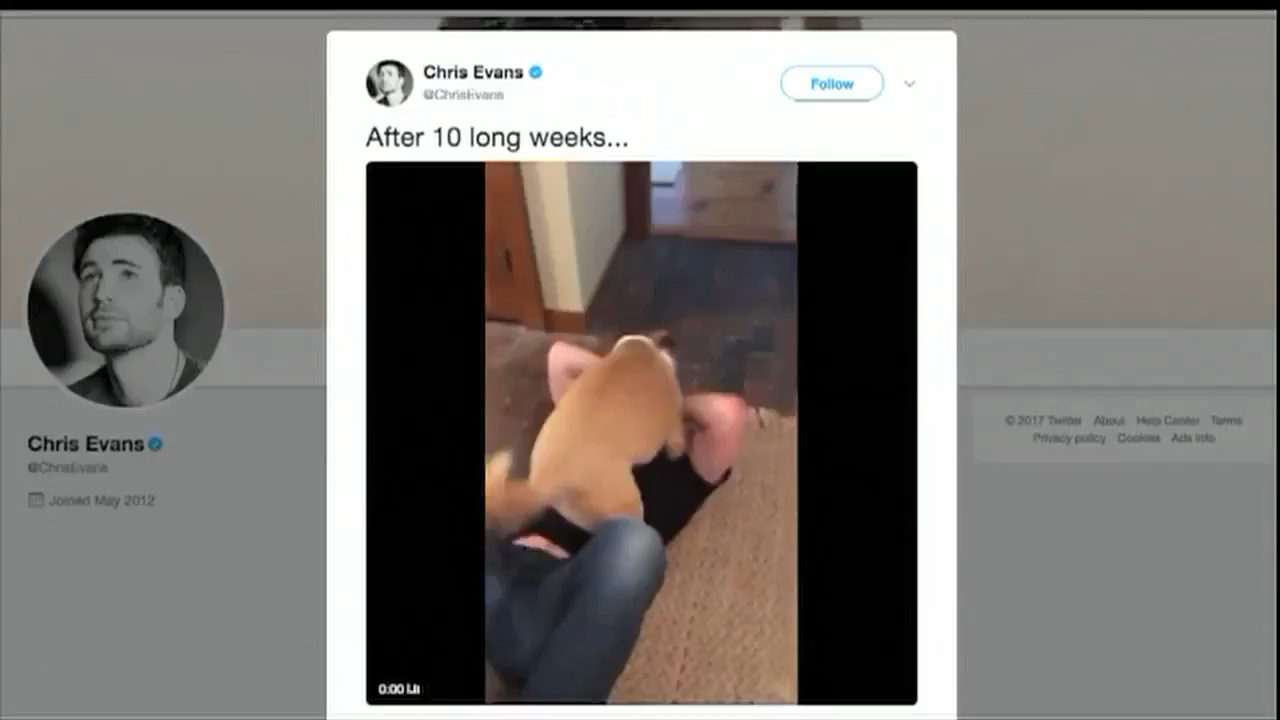 Chris Evans
@ChrisEvans
Follow
After 10 long weeks...
0:00
Chris Evans
@ChrisEvans
Joined May 2012
© 2017 Twitter About Help Center Terms
Privacy policy Cookies Ads info